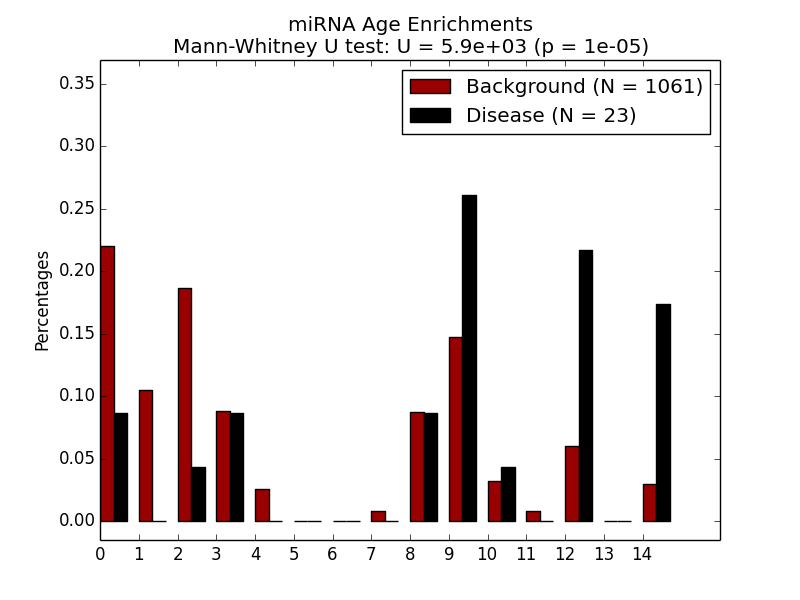 miRNA Age Enrichments
Mann-Whitney U test: U = 5.9e+03 (p = 1e-05)
Background (N = 1061)
Disease (N = 23)
Percentages
0.35
0.30
0.25
0.20
0.15
0.10
0.05
0.00
0 1 2 3 4 5 6 7 8 9 10 11 12 13 14